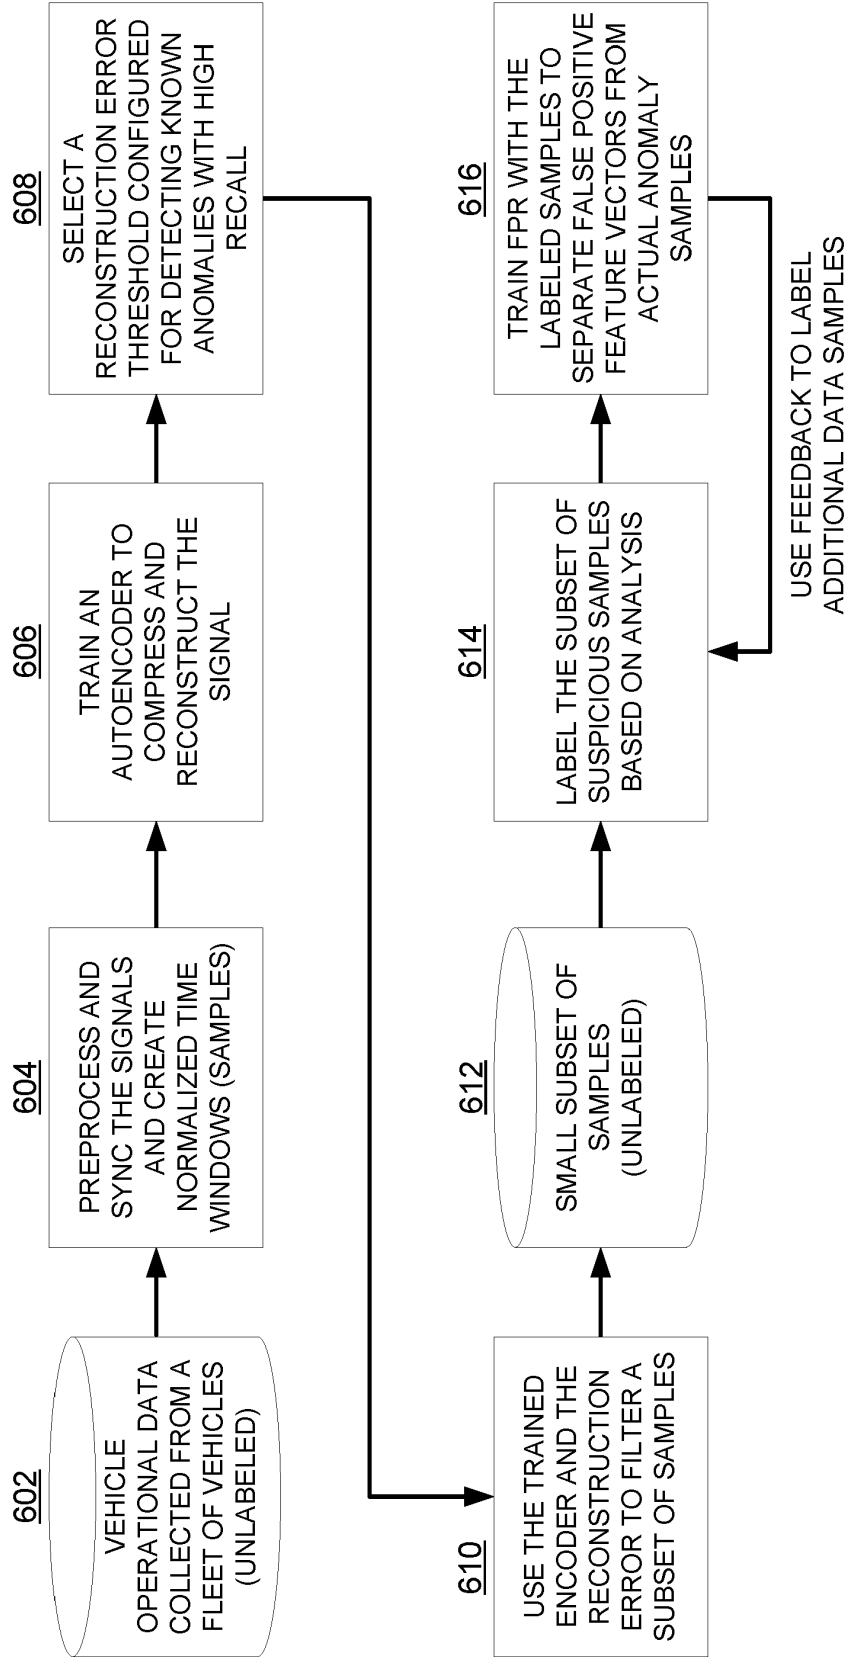 602
VEHICLE
OPERATIONAL DATA
COLLECTED FROM A
FLEET OF VEHICLES
(UNLABELED)
604
PREPROCESS AND
SYNC THE SIGNALS
AND CREATE
NORMALIZED TIME
WINDOWS (SAMPLES)
606
TRAIN AN
AUTOENCODER TO
COMPRESS AND
RECONSTRUCT THE
SIGNAL
608
SELECT A
RECONSTRUCTION ERROR
THRESHOLD CONFIGURED
FOR DETECTING KNOWN
ANOMALIES WITH HIGH
RECALL
610
USE THE TRAINED
ENCODER AND THE
RECONSTRUCTION
ERROR TO FILTER A
SUBSET OF SAMPLES
612
SMALL SUBSET OF
SAMPLES
(UNLABELED)
614
LABEL THE SUBSET OF
SUSPICIOUS SAMPLES
BASED ON ANALYSIS
616
TRAIN FPR WITH THE
LABELED SAMPLES TO
SEPARATE FALSE POSITIVE
FEATURE VECTORS FROM
ACTUAL ANOMALY
SAMPLES
USE FEEDBACK TO LABEL
ADDITIONAL DATA SAMPLES